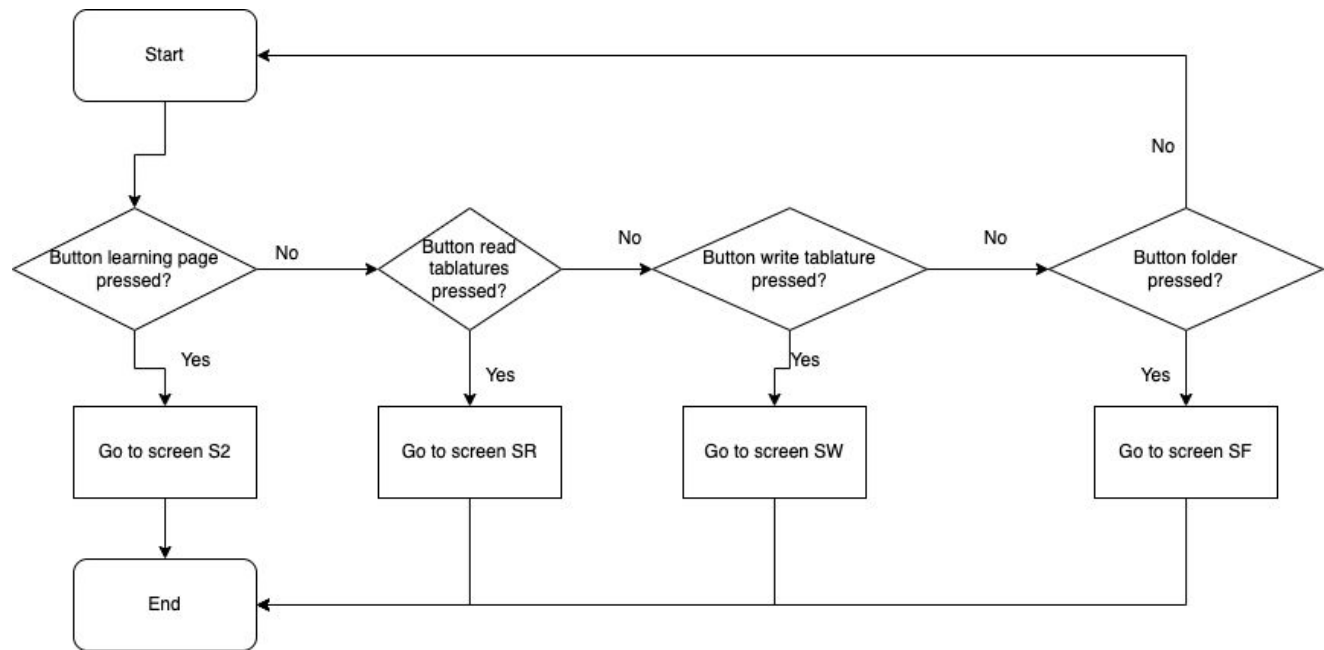 Start
No
Button learning page
pressed?
No
Button read
tablatures
pressed?
No
Button write tablature
pressed?
No
Button folder
pressed?
Yes
Yes
Yes
Yes
Go to screen S2
Go to screen SR
Go to screen SW
Go to screen SF
End